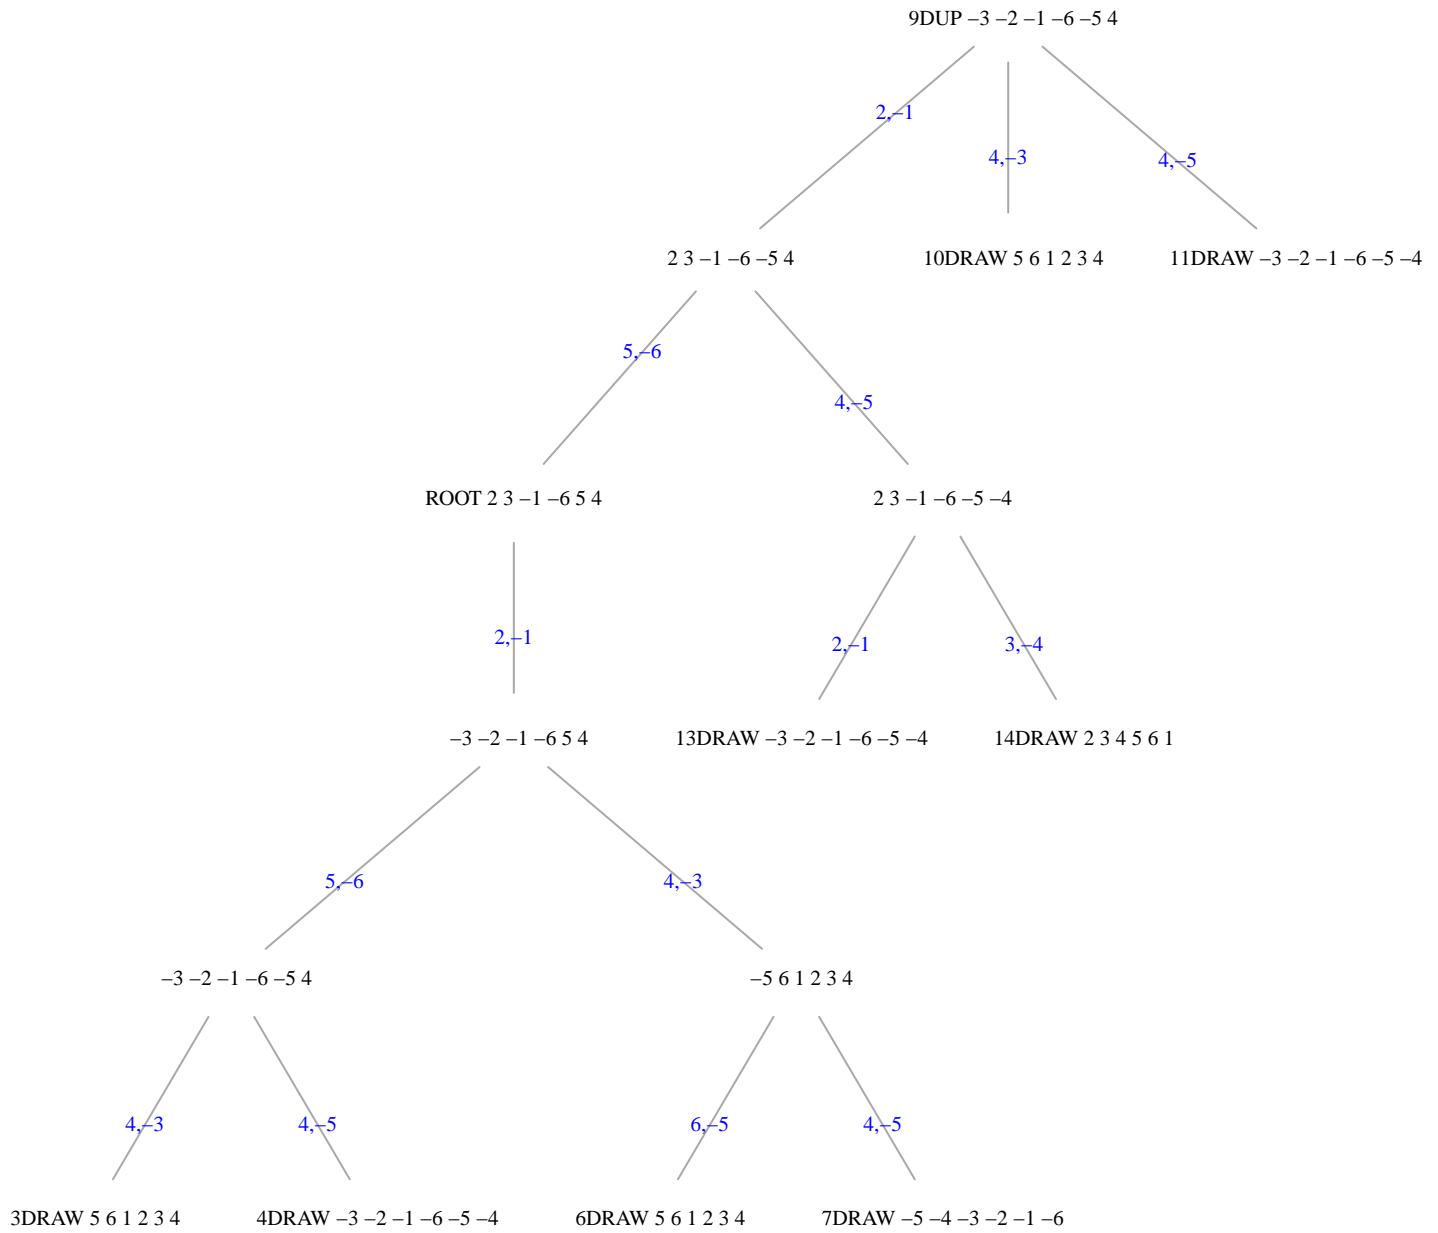 9DUP –3 –2 –1 –6 –5 4
2,–1
4,–3
4,–5
2 3 –1 –6 –5 4
10DRAW 5 6 1 2 3 4
11DRAW –3 –2 –1 –6 –5 –4
5,–6
4,–5
ROOT 2 3 –1 –6 5 4
2 3 –1 –6 –5 –4
2,–1
2,–1
3,–4
–3 –2 –1 –6 5 4
13DRAW –3 –2 –1 –6 –5 –4
14DRAW 2 3 4 5 6 1
5,–6
4,–3
–3 –2 –1 –6 –5 4
–5 6 1 2 3 4
4,–3
4,–5
6,–5
4,–5
3DRAW 5 6 1 2 3 4
4DRAW –3 –2 –1 –6 –5 –4
6DRAW 5 6 1 2 3 4
7DRAW –5 –4 –3 –2 –1 –6